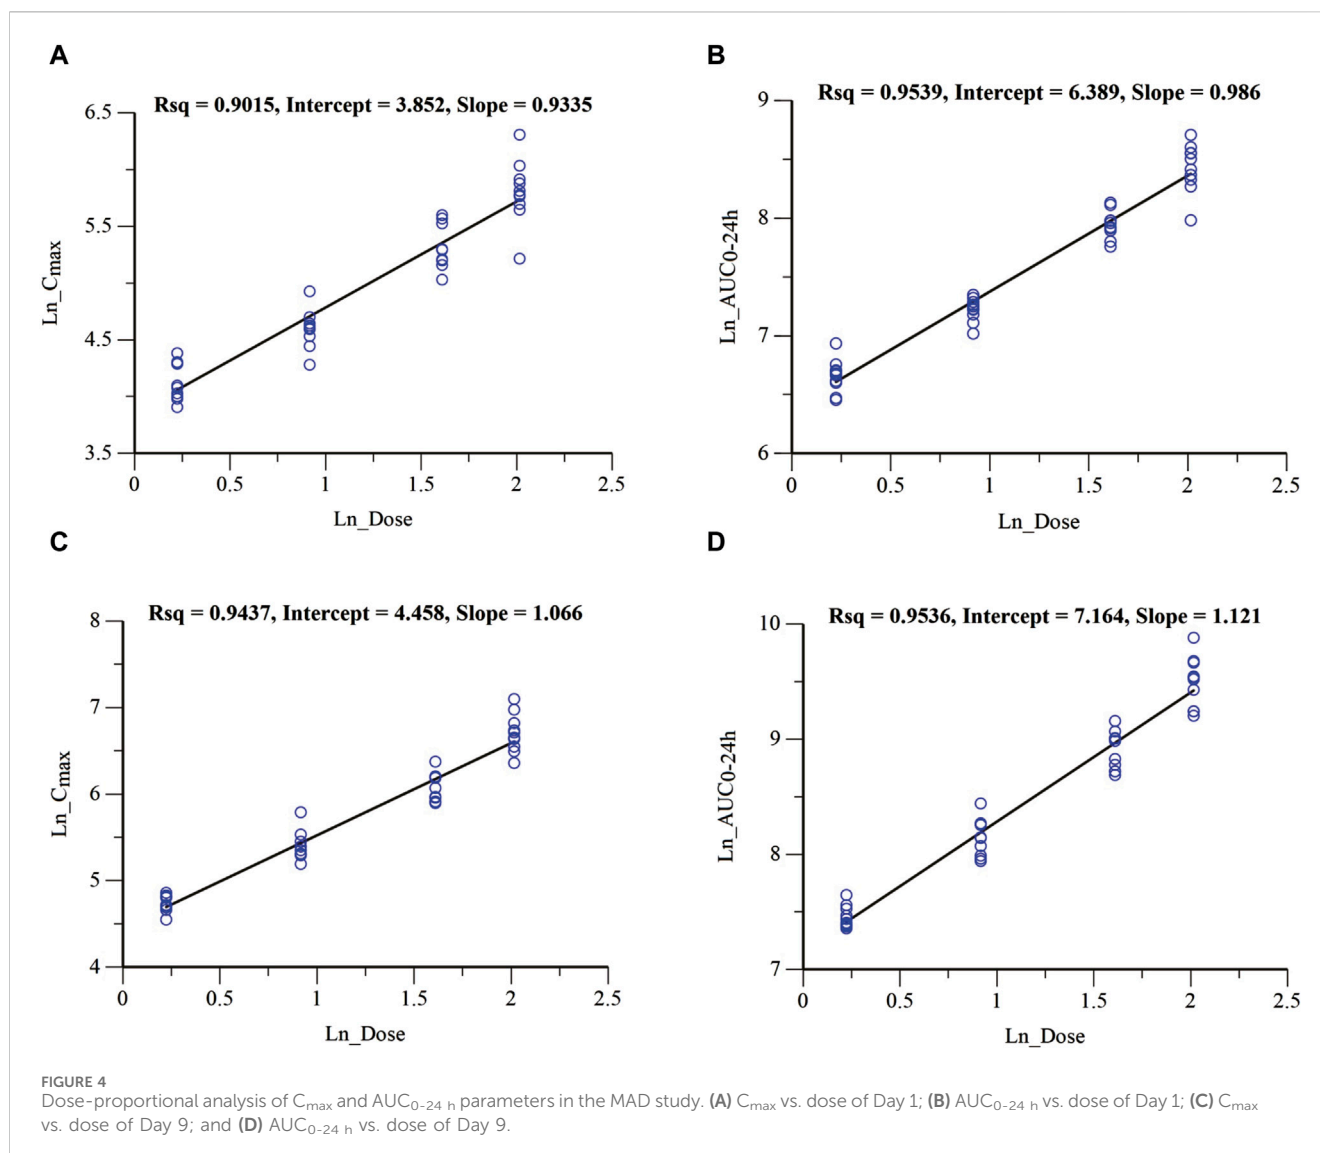 A
Rsq = 0.9015, Intercept = 3.852, Slope = 0.9335
6.5
5.5
4.5
3.5
Ln_Cmax
0 0.5 1 1.5 2 2.5
Ln_Dose
B
Rsq = 0.9539, Intercept = 6.389, Slope = 0.986
9
8
7
6
Ln_AUC0-24h
0 0.5 1 1.5 2 2.5
Ln_Dose
C
Rsq = 0.9437, Intercept = 4.458, Slope = 1.066
8
7
6
5
4
Ln_Cmax
0 0.5 1 1.5 2 2.5
Ln_Dose
D
Rsq = 0.9536, Intercept = 7.164, Slope = 1.121
10
9
8
7
Ln_AUC0-24h
0 0.5 1 1.5 2 2.5
Ln_Dose
FIGURE 4
Dose-proportional analysis of Cmax and AUC0-24 h parameters in the MAD study. (A) Cmax vs. dose of Day 1; (B) AUC0-24 h vs. dose of Day 1; (C) Cmax
vs. dose of Day 9; and (D) AUC0-24 h vs. dose of Day 9.